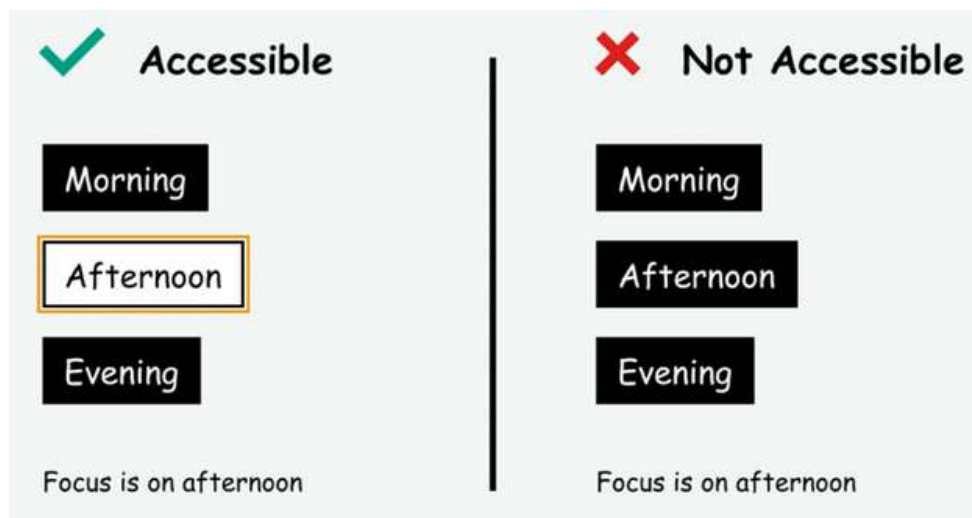 Accessible
Morning
Afternoon
Evening
Focus is on afternoon
Not Accessible
Morning
Afternoon
Evening
Focus is on afternoon